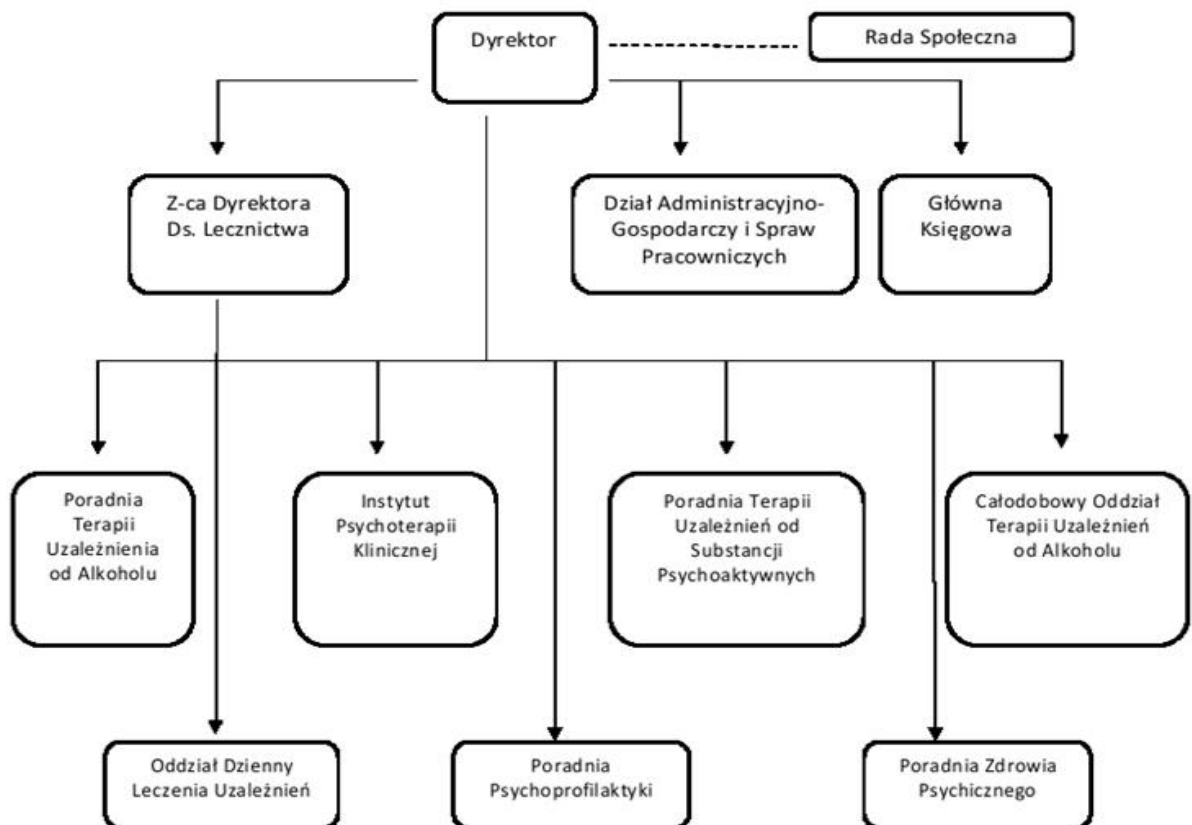 Dyrektor
Rada Społeczna
Z-ca Dyrektora
Ds. Lecznictwa
Dział Administracyjno-
Gospodarczy i Spraw
Pracowniczych
Główna
Księgowa
Poradnia
Terapii
Uzależnienia
od Alkoholu
Instytut
Psychoterapii
Klinicznej
Poradnia Terapii
Uzależnień od
Substancji
Psychoaktywnych
Całodobowy Oddział
Terapii Uzależnień
od Alkoholu
Oddział Dzienny
Leczenia Uzależnień
Poradnia
Psychoprofilaktyki
Poradnia Zdrowia
Psychicznego